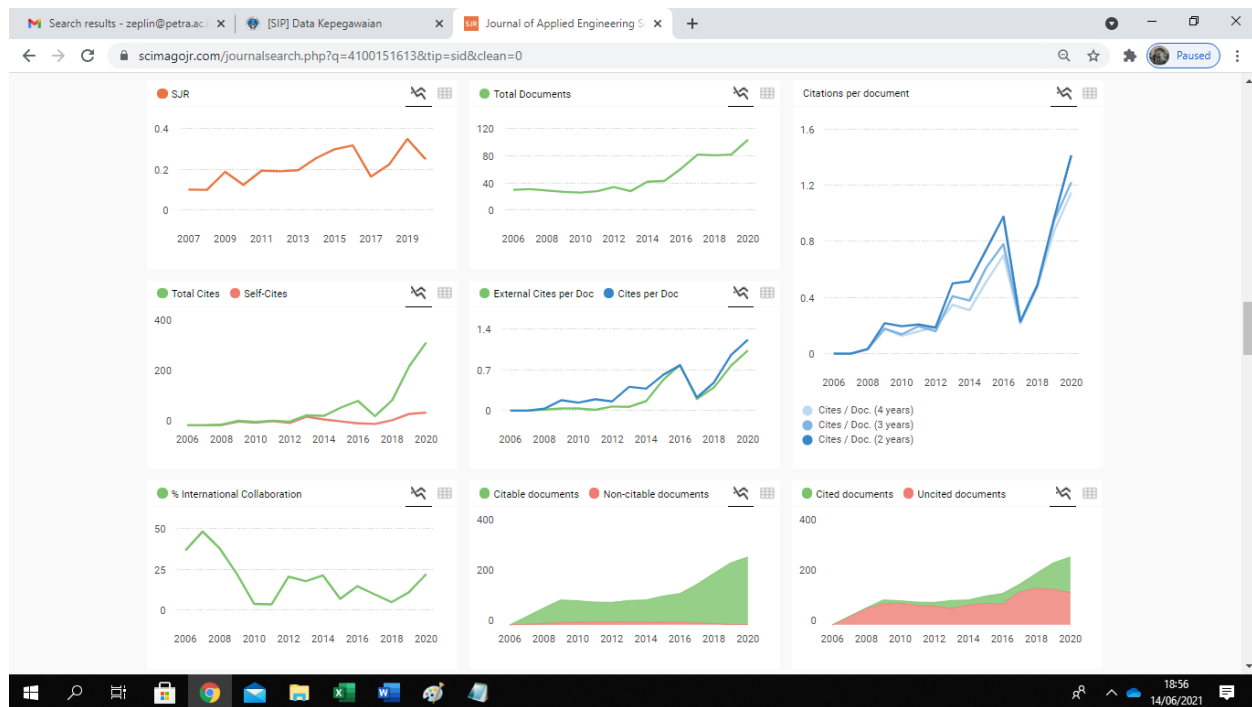 Search results - zeplin@petra.ac.i
[SIP] Data Kepegawaian
SJR
Journal of Applied Engineering S
scimagojr.com/journalsearch.php?q=4100151613&tip=sid&clean=0
Paused
SJR
0.4
0.2
0
2007 2009 2011 2013 2015 2017 2019
Total Documents
120
80
40
0
2006 2008 2010 2012 2014 2016 2018 2020
Citations per document
1.6
1.2
0.8
0.4
0
2006 2008 2010 2012 2014 2016 2018 2020
Cites / Doc. (4 years)
Cites / Doc. (3 years)
Cites / Doc. (2 years)
Total Cites Self-Cites
400
200
0
2006 2008 2010 2012 2014 2016 2018 2020
External Cites per Doc Cites per Doc
1.4
0.7
0
2006 2008 2010 2012 2014 2016 2018 2020
% International Collaboration
50
25
0
2006 2008 2010 2012 2014 2016 2018 2020
Citable documents Non-citable documents
400
200
0
2006 2008 2010 2012 2014 2016 2018 2020
Cited documents Uncited documents
400
200
0
2006 2008 2010 2012 2014 2016 2018 2020
18:56
14/06/2021